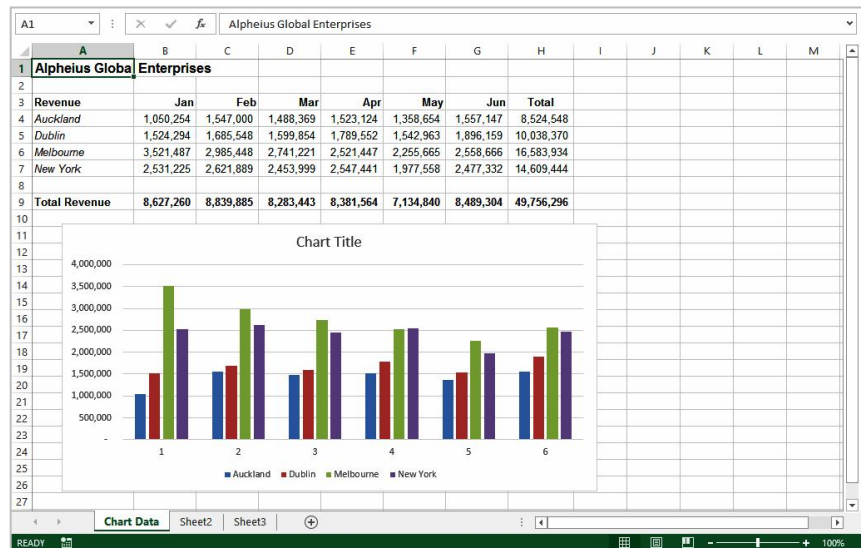 A1 fx Alpheius Global Enterprises
A B C D E F G H I J K L M
1 Alpheius Globa Enterprises
2
3 Revenue Jan Feb Mar Apr May Jun Total
4 Auckland 1,050,254 1,547,000 1,488,369 1,523,124 1,358,654 1,557,147 8,524,548
5 Dublin 1,524,294 1,685,548 1,599,854 1,789,552 1,542,963 1,896,159 10,038,370
6 Melbourne 3,521,487 2,985,448 2,741,221 2,521,447 2,255,665 2,558,666 16,583,934
7 New York 2,531,225 2,621,889 2,453,999 2,547,441 1,977,558 2,477,332 14,609,444
8
9 Total Revenue 8,627,260 8,839,885 8,283,443 8,381,564 7,134,840 8,489,304 49,756,296
10
11
12
13
14
15
16
17
18
19
20
21
22
23
24
25
26
27
Chart Title
4,000,000
3,500,000
3,000,000
2,500,000
2,000,000
1,500,000
1,000,000
500,000
-
1 2 3 4 5 6
Auckland Dublin Melbourne New York
Chart Data Sheet2 Sheet3
READY 100%